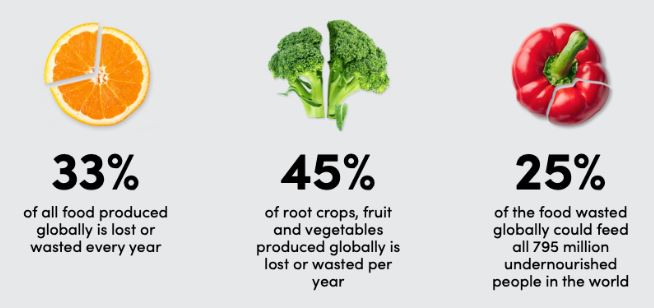 33%
of all food produced
globally is lost or
wasted every year
45%
of root crops, fruit
and vegetables
produced globally is
lost or wasted per
year
25%
of the food wasted
globally could feed
all 795 million
undernourished
people in the world